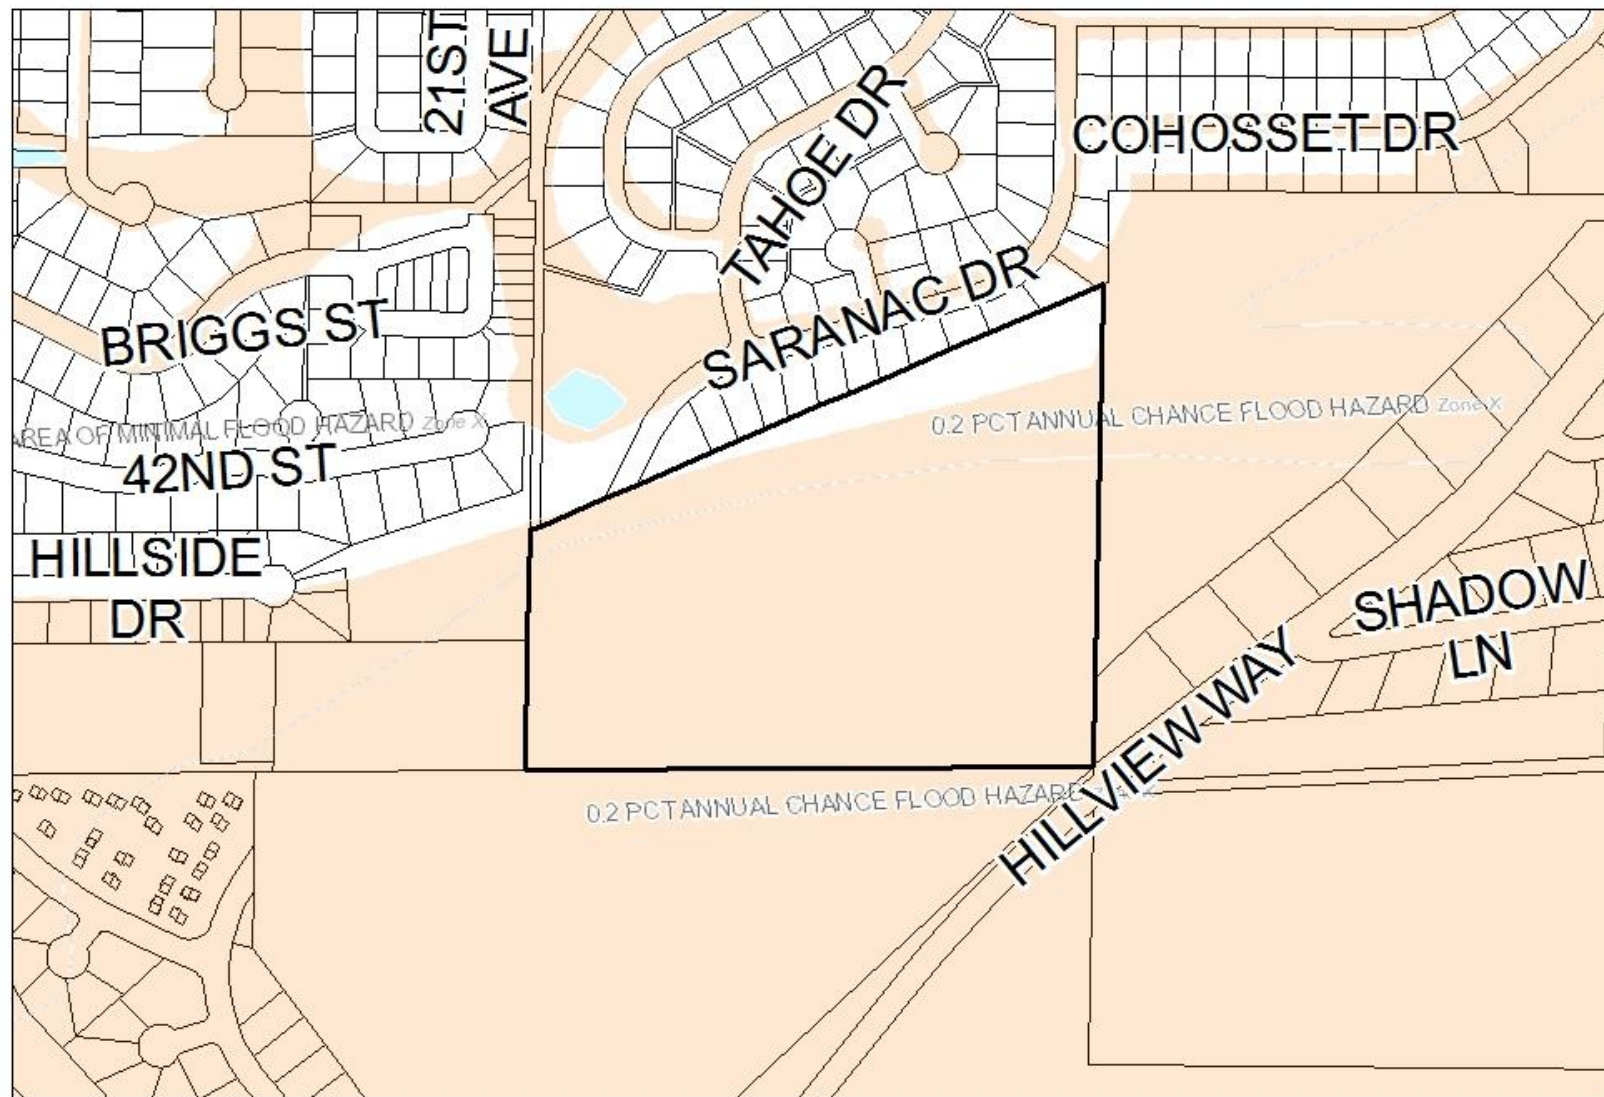 21ST
AVE
TAHOE DR
COHOSSET DR
SARANAC DR
BRIGGS ST
AREA OF MINIMAL FLOOD HAZARD Zone X
0.2 PCT ANNUAL CHANCE FLOOD HAZARD Zone X
42ND ST
HILLSIDE
DR
SHADOW
LN
HILLVIEW WAY
0.2 PCT ANNUAL CHANCE FLOOD HAZARD Zone X